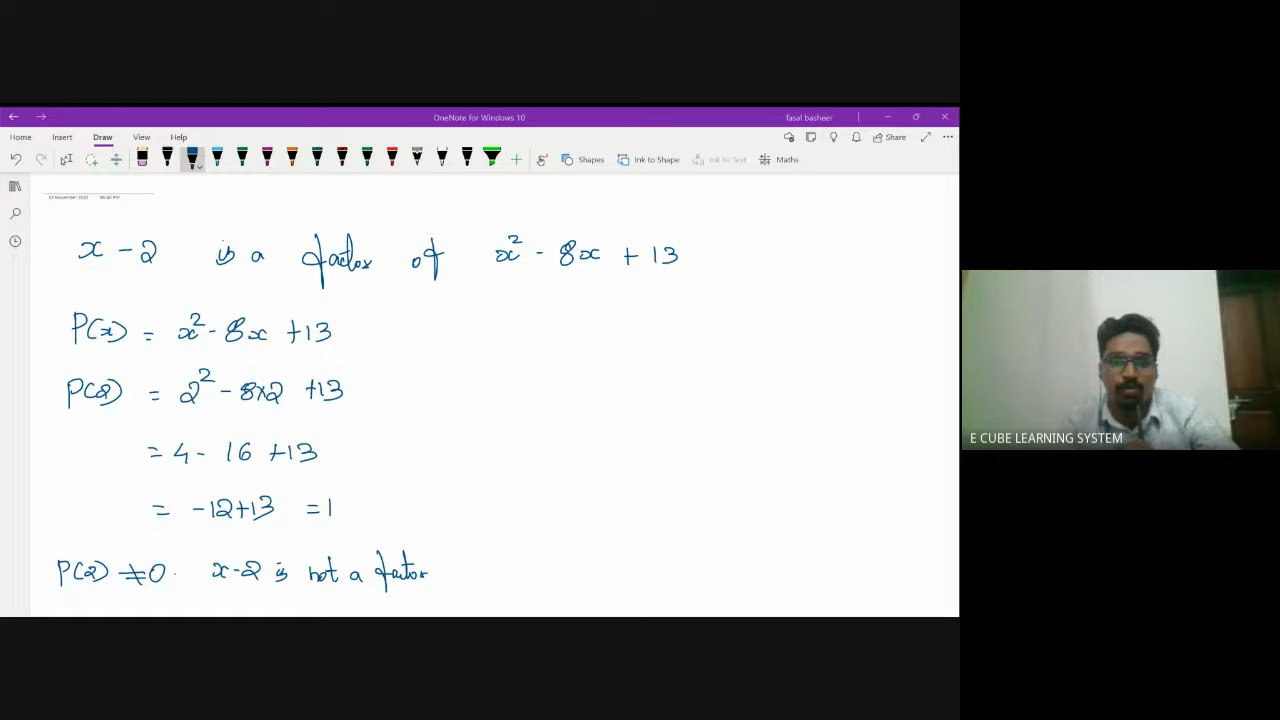 OneNote for Windows 10
fasal basheer
Home Insert Draw View Help
Share
Shapes Ink to Shape Ink to Text Maths
x - 2 is a factor of x² - 8x + 13
P(x) = x² - 8x + 13
P(2) = 2² - 8×2 + 13
= 4 - 16 + 13
= -12+13 = 1
P(2) ≠ 0. x-2 is not a factor
E CUBE LEARNING SYSTEM